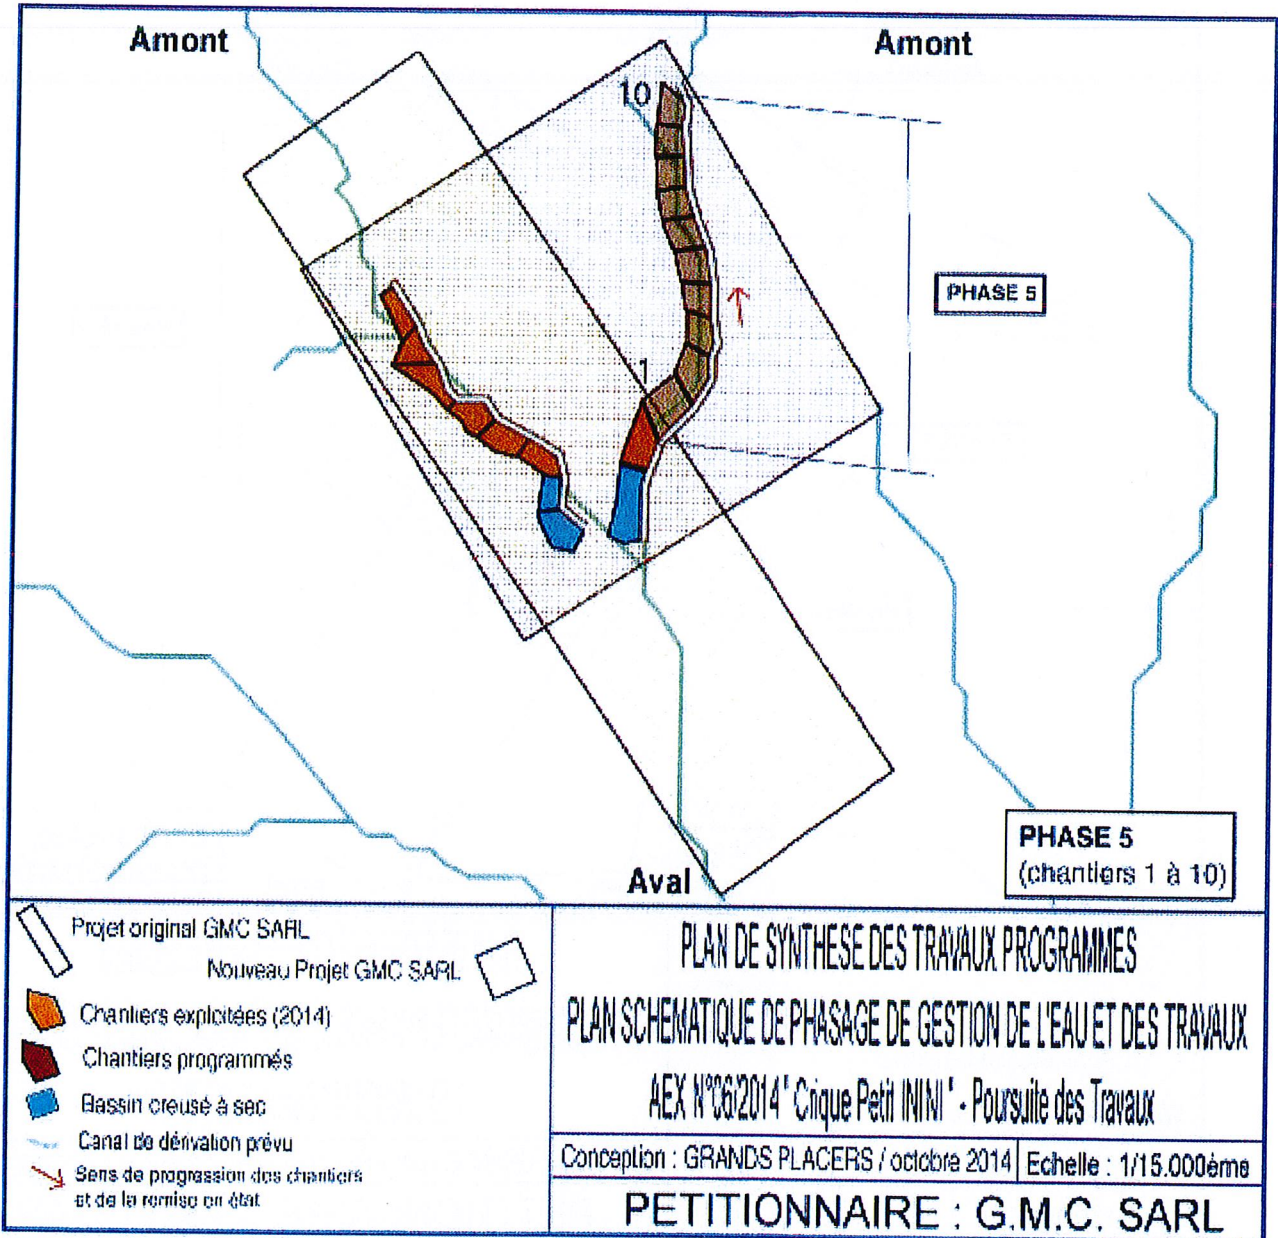 Amont
Amont
10
PHASE 5
1
PHASE 5
(chantiers 1 à 10)
Aval
Projet original GMC SARL
Nouveau Projet GMC SARL
Chantiers exploitées (2014)
Chantiers programmés
Bassin creusé à sec
Canal de dérivation prévu
Sens de progression des chantiers
et de la remise en état
PLAN DE SYNTHESE DES TRAVAUX PROGRAMMES
PLAN SCHEMATIQUE DE PHASAGE DE GESTION DE L'EAU ET DES TRAVAUX
AEX N°06/2014 " Crique Petit ININI " - Poursuite des Travaux
Conception : GRANDS PLACERS / octobre 2014
Echelle : 1/15.000ème
PETITIONNAIRE : G.M.C. SARL